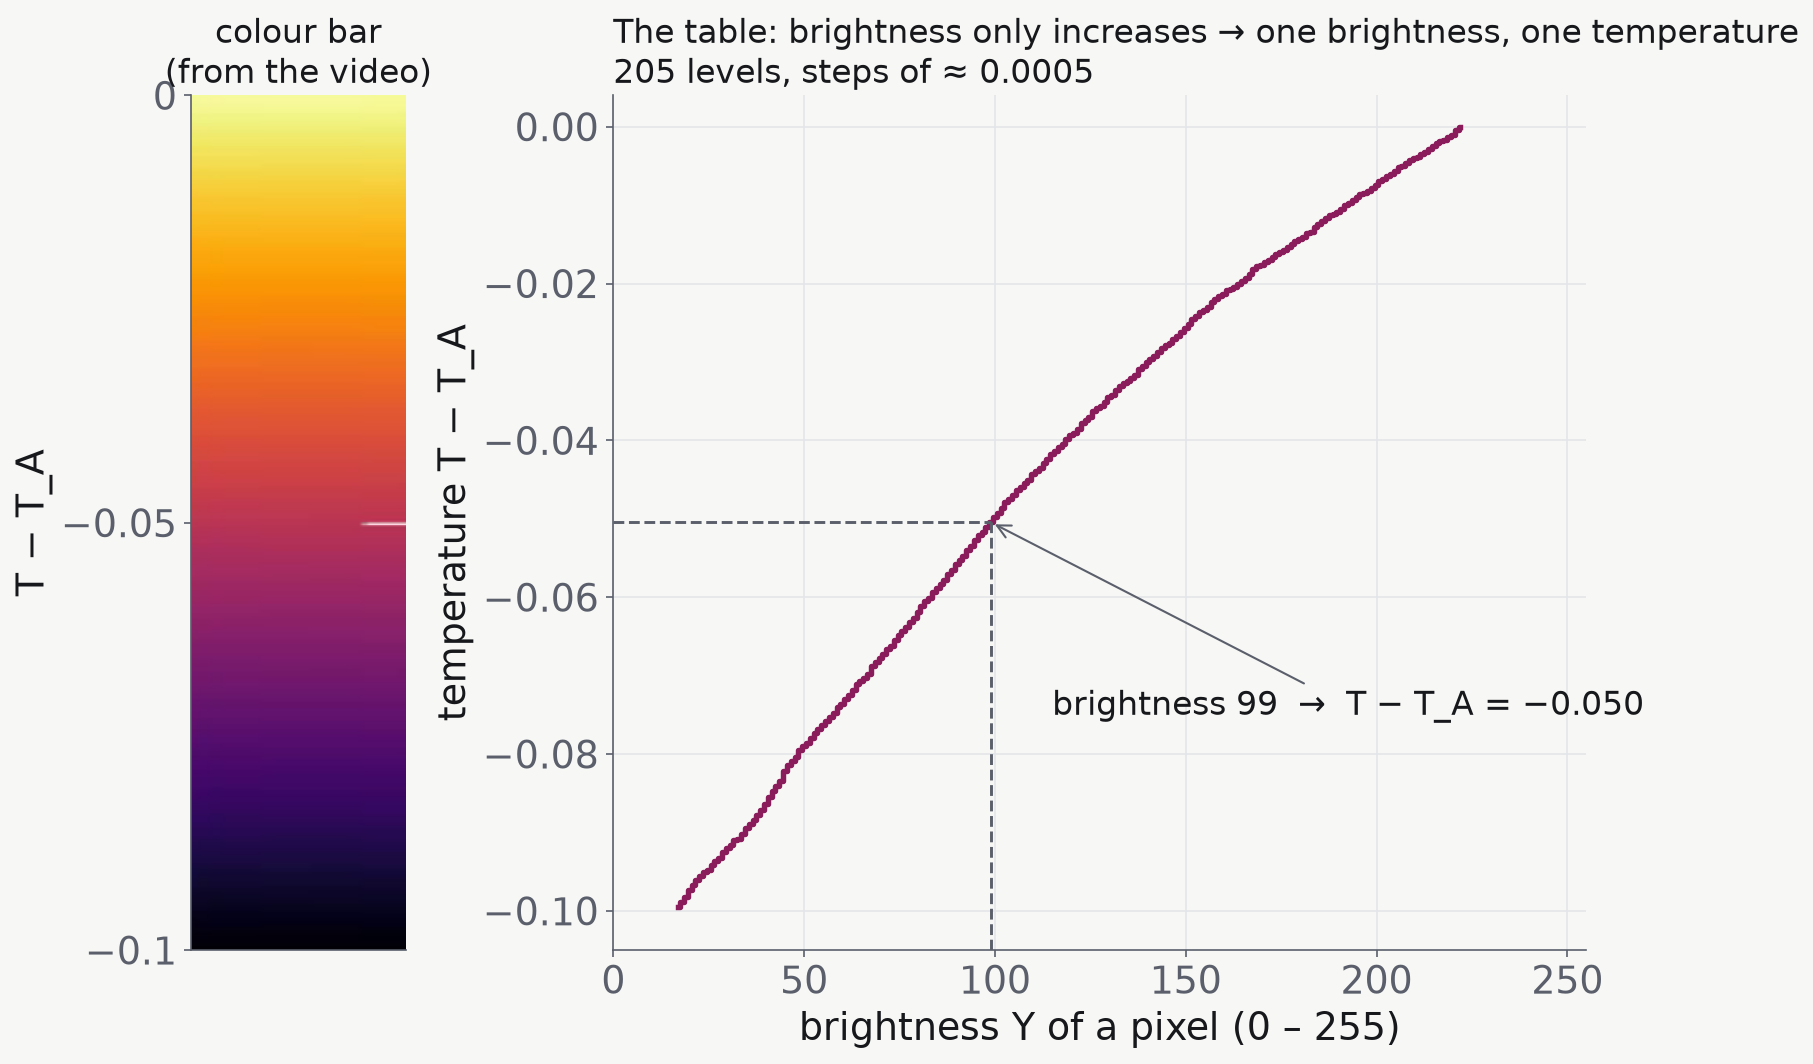 colour bar
(from the video)
0
−0.05
−0.1
T − T_A
The table: brightness only increases → one brightness, one temperature
205 levels, steps of ≈ 0.0005
temperature T − T_A
0.00
−0.02
−0.04
−0.06
−0.08
−0.10
brightness 99 → T − T_A = −0.050
0 50 100 150 200 250
brightness Y of a pixel (0 – 255)